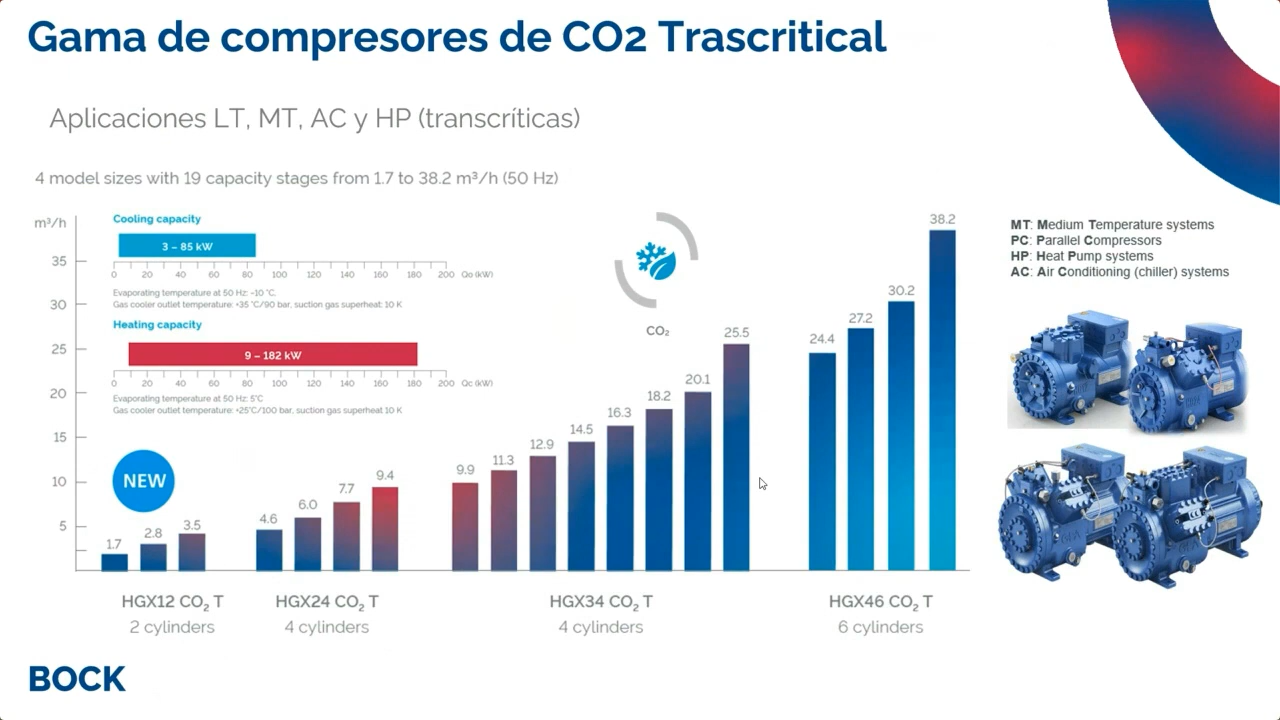 Gama de compresores de CO2 Trascritical
Aplicaciones LT, MT, AC y HP (transcríticas)
4 model sizes with 19 capacity stages from 1.7 to 38.2 m³/h (50 Hz)
m³/h
35
30
25
20
15
10
5
Cooling capacity
3 – 85 kW
0 20 40 60 80 100 120 140 160 180 200 Qo (kW)
Evaporating temperature at 50 Hz: -10 °C,
Gas cooler outlet temperature: +35 °C/90 bar, suction gas superheat: 10 K
Heating capacity
9 – 182 kW
0 20 40 60 80 100 120 140 160 180 200 Qc (kW)
Evaporating temperature at 50 Hz: 5°C
Gas cooler outlet temperature: +25°C/100 bar, suction gas superheat 10 K
CO₂
NEW
1.7 2.8 3.5
4.6 6.0 7.7 9.4
9.9 11.3 12.9 14.5 16.3 18.2 20.1 25.5
24.4 27.2 30.2 38.2
HGX12 CO₂ T
2 cylinders
HGX24 CO₂ T
4 cylinders
HGX34 CO₂ T
4 cylinders
HGX46 CO₂ T
6 cylinders
MT: Medium Temperature systems
PC: Parallel Compressors
HP: Heat Pump systems
AC: Air Conditioning (chiller) systems
BOCK